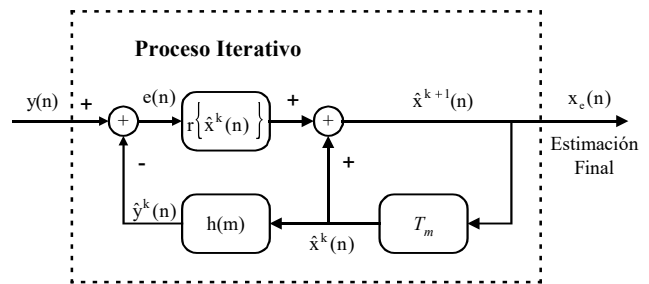 Proceso Iterativo
y(n)
+
+
e(n)
r{x̂^k(n)}
+
+
x̂^{k+1}(n)
x_e(n)
Estimación
Final
-
+
ŷ^k(n)
h(m)
x̂^k(n)
T_m